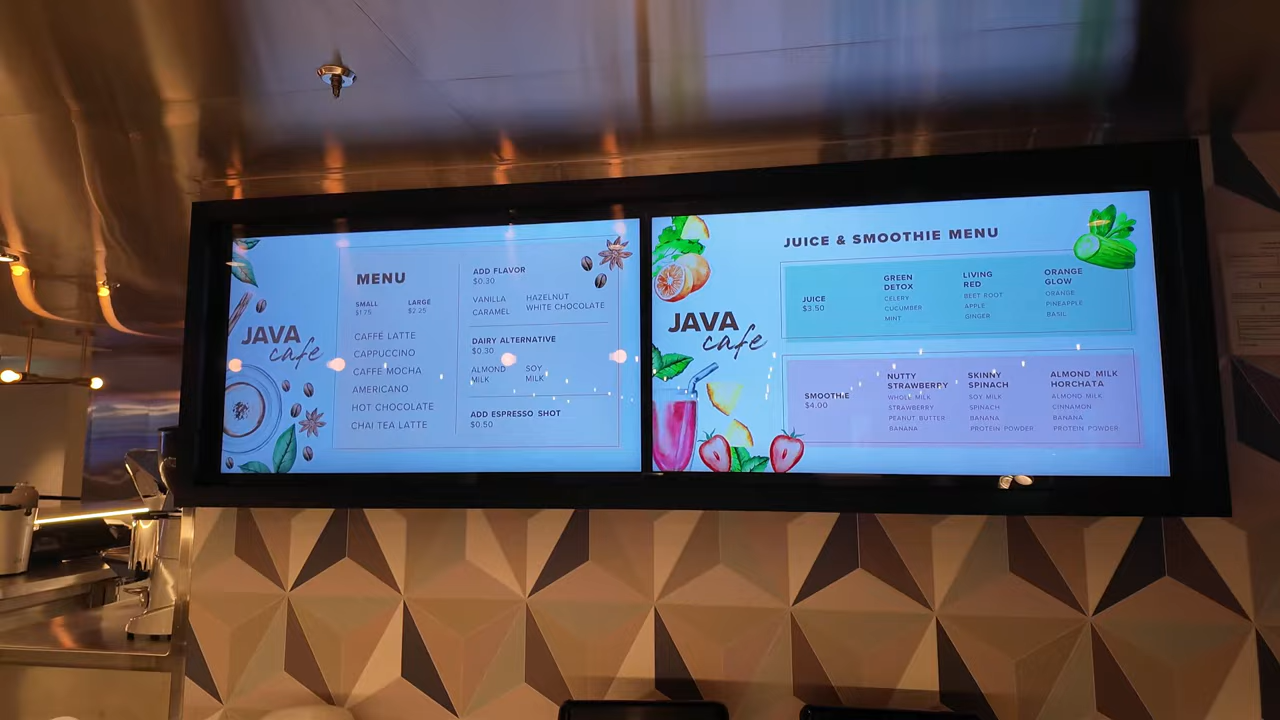 JAVA
cafe
MENU
SMALL LARGE
$1.75 $2.25
CAFFÉ LATTE
CAPPUCCINO
CAFFÉ MOCHA
AMERICANO
HOT CHOCOLATE
CHAI TEA LATTE
ADD FLAVOR
$0.30
VANILLA HAZELNUT
CARAMEL WHITE CHOCOLATE
DAIRY ALTERNATIVE
$0.30
ALMOND SOY
MILK MILK
ADD ESPRESSO SHOT
$0.50
JAVA
cafe
JUICE & SMOOTHIE MENU
JUICE
$3.50
GREEN
DETOX
CELERY
CUCUMBER
MINT
LIVING
RED
BEET ROOT
APPLE
GINGER
ORANGE
GLOW
ORANGE
PINEAPPLE
BASIL
SMOOTHIE
$4.00
NUTTY
STRAWBERRY
WHOLE MILK
STRAWBERRY
PEANUT BUTTER
BANANA
SKINNY
SPINACH
SOY MILK
SPINACH
BANANA
PROTEIN POWDER
ALMOND MILK
HORCHATA
ALMOND MILK
CINNAMON
BANANA
PROTEIN POWDER